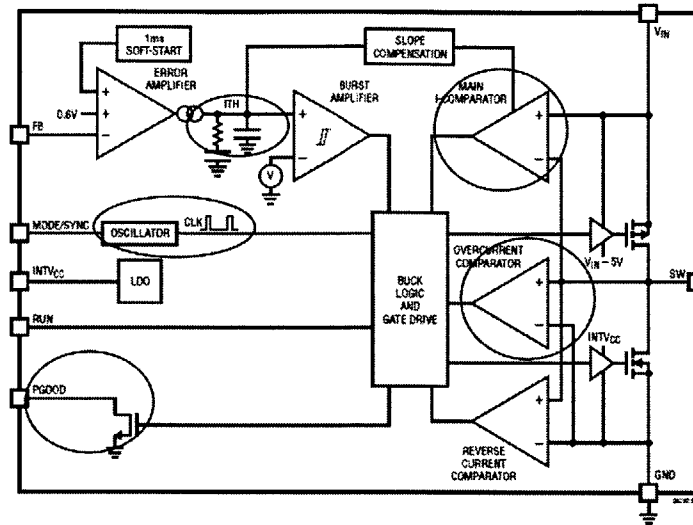 1ms
SOFT-START
ERROR
AMPLIFIER
0.6V
FB
ITH
SLOPE
COMPENSATION
BURST
AMPLIFIER
MAIN
I-COMPARATOR
VIN
V
MODE/SYNC
OSCILLATOR
CLK
INTVCC
LDO
RUN
PGOOD
BUCK
LOGIC
AND
GATE DRIVE
OVERCURRENT
COMPARATOR
VIN – 5V
SW
INTVCC
REVERSE
CURRENT
COMPARATOR
GND